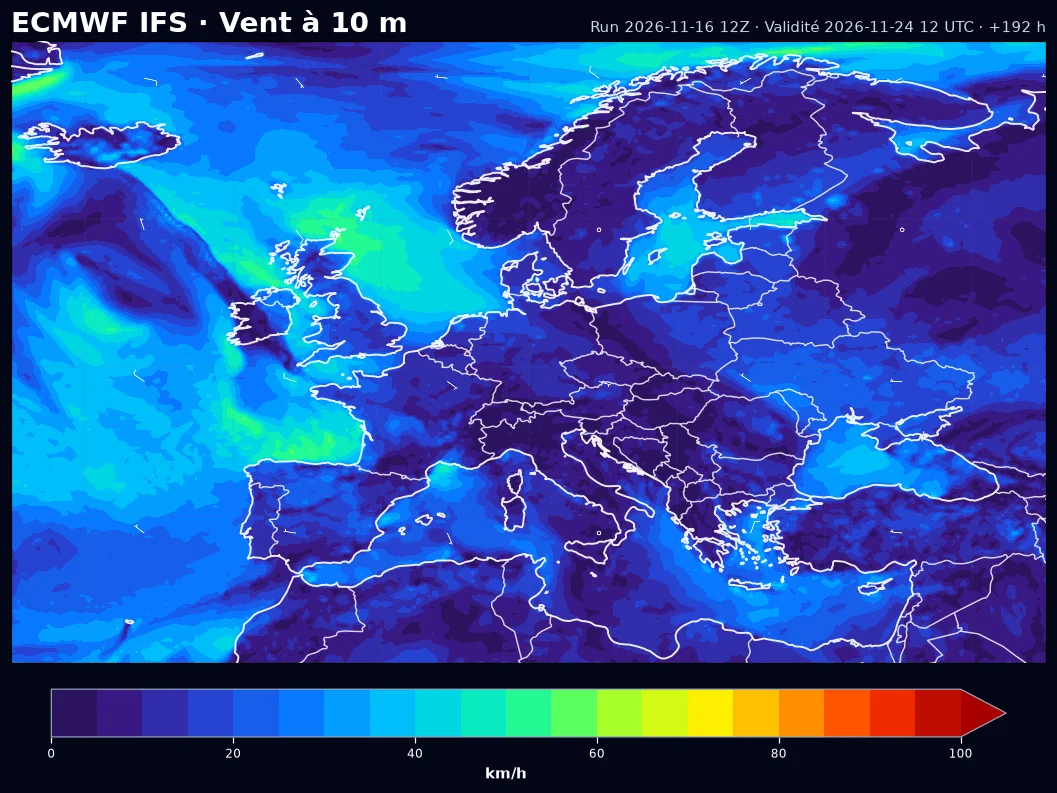 ECMWF IFS · Vent à 10 m
Run 2026-11-16 12Z · Validité 2026-11-24 12 UTC · +192 h
0 20 40 60 80 100
km/h